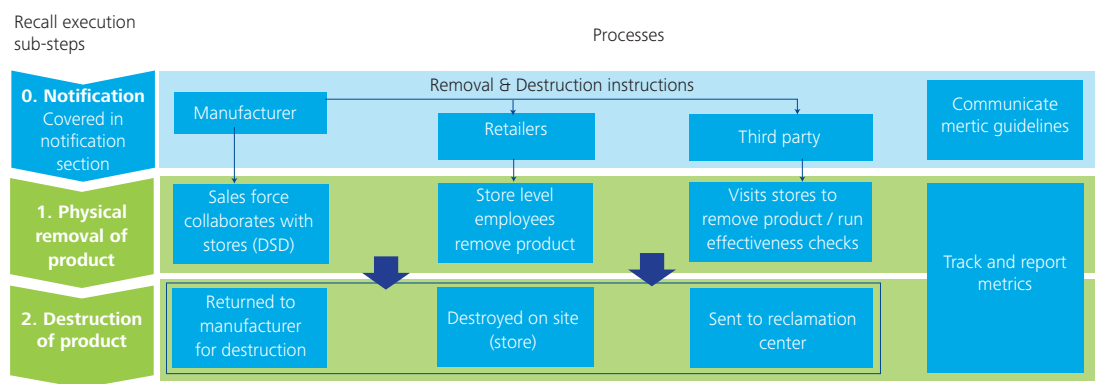 Recall execution
sub-steps
Processes
0. Notification
Covered in
notification
section
Removal & Destruction instructions
Manufacturer
Retailers
Third party
Communicate
mertic guidelines
1. Physical
removal of
product
Sales force
collaborates with
stores (DSD)
Store level
employees
remove product
Visits stores to
remove product / run
effectiveness checks
Track and report
metrics
2. Destruction
of product
Returned to
manufacturer
for destruction
Destroyed on site
(store)
Sent to reclamation
center